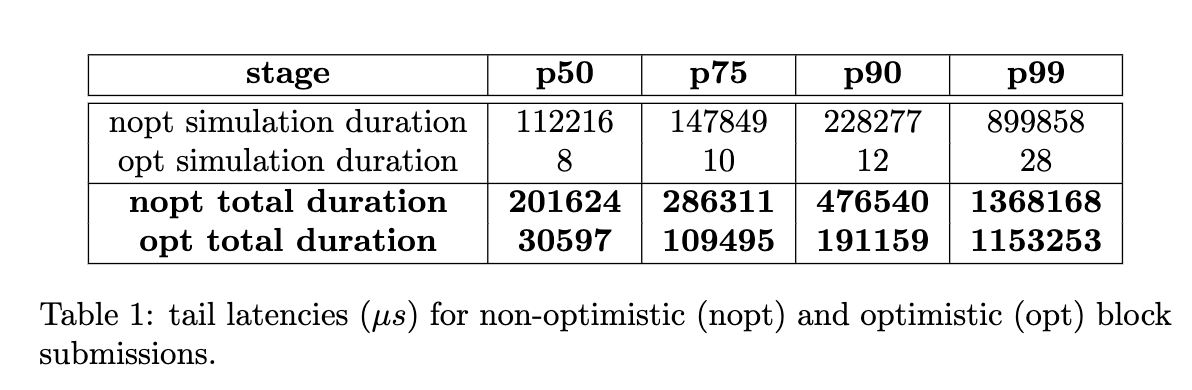 stage p50 p75 p90 p99
nopt simulation duration 112216 147849 228277 899858
opt simulation duration 8 10 12 28
nopt total duration 201624 286311 476540 1368168
opt total duration 30597 109495 191159 1153253
Table 1: tail latencies (μs) for non-optimistic (nopt) and optimistic (opt) block
submissions.